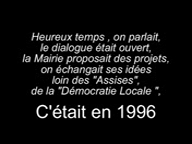 Heureux temps , on parlait,
le dialogue était ouvert,
la Mairie proposait des projets,
on échangait ses idées
loin des "Assises",
de la "Démocratie Locale ",
C'était en 1996